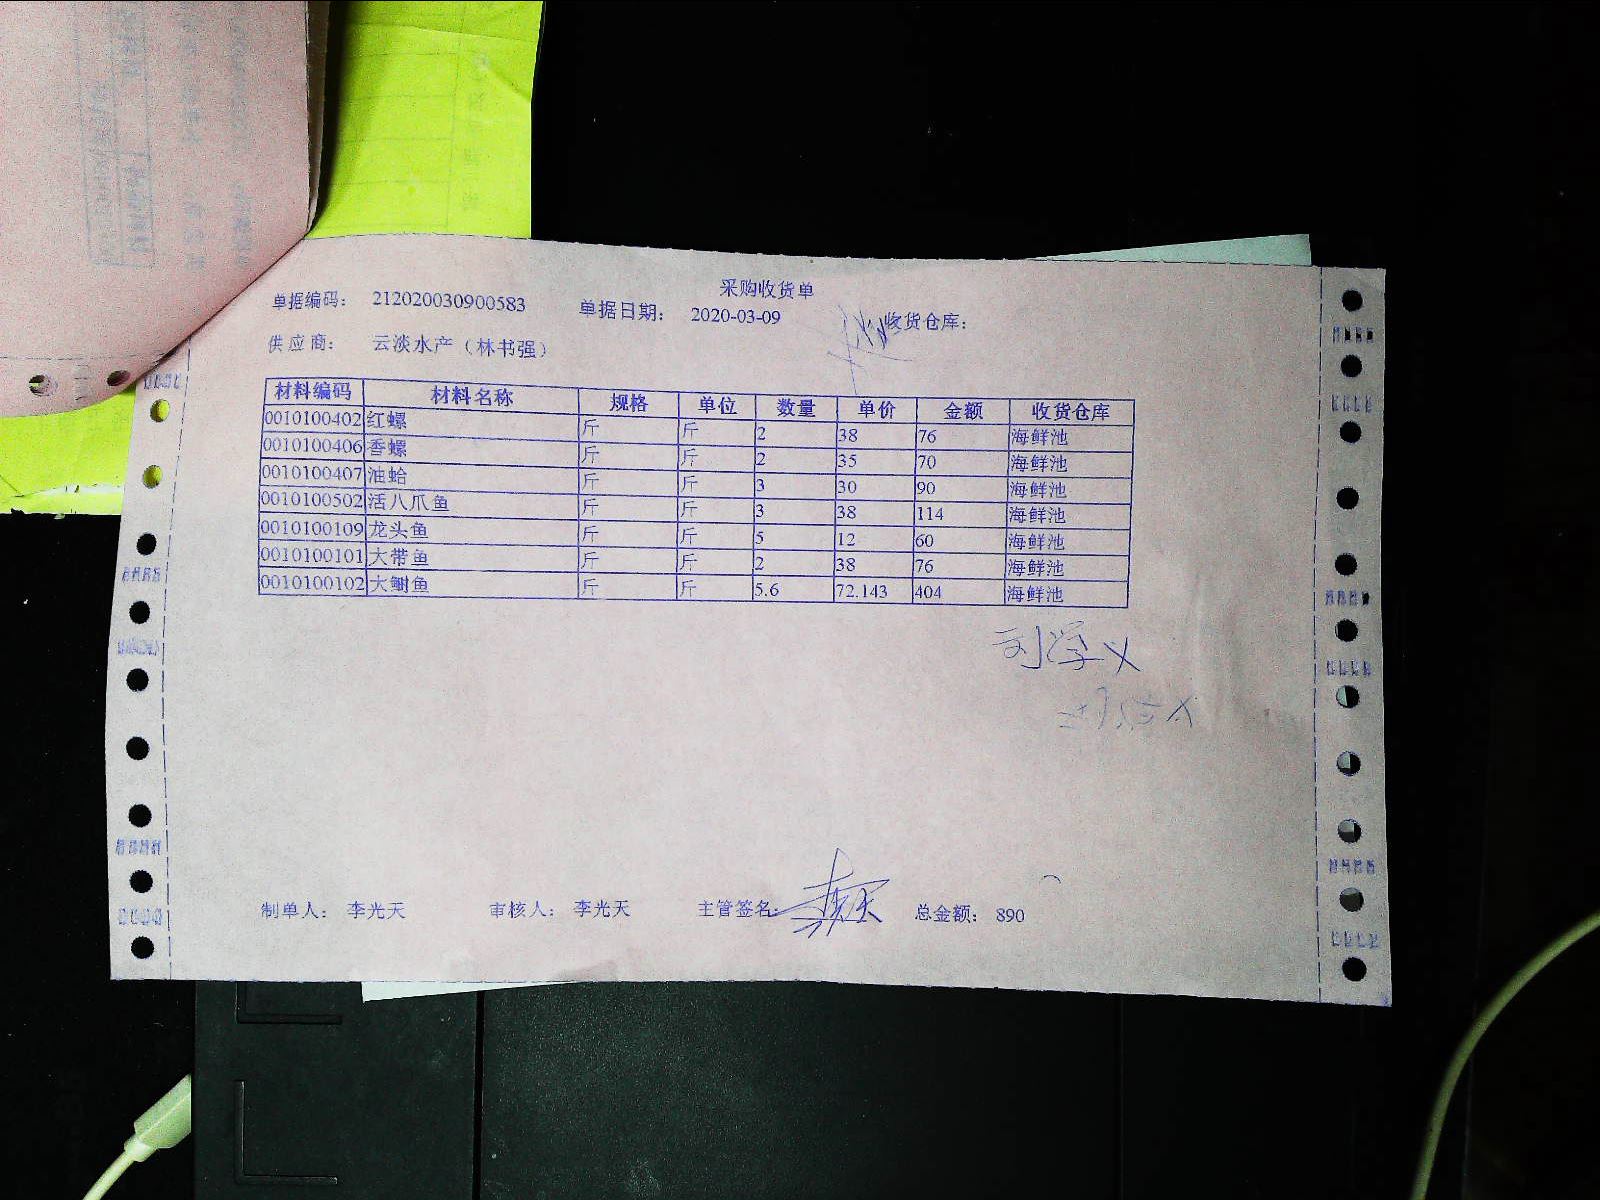 采购收货单
单据编码： 212020030900583 单据日期： 2020-03-09 收货仓库：
供应商： 云淡水产（林书强）
材料编码 材料名称 规格 单位 数量 单价 金额 收货仓库
0010100402 红螺 斤 斤 2 38 76 海鲜池
0010100406 香螺 斤 斤 2 35 70 海鲜池
0010100407 油蛤 斤 斤 3 30 90 海鲜池
0010100502 活八爪鱼 斤 斤 3 38 114 海鲜池
0010100109 龙头鱼 斤 斤 5 12 60 海鲜池
0010100101 大带鱼 斤 斤 2 38 76 海鲜池
0010100102 大鲥鱼 斤 斤 5.6 72.143 404 海鲜池
刘学义
制单人： 李光天 审核人： 李光天 主管签名： 总金额： 890